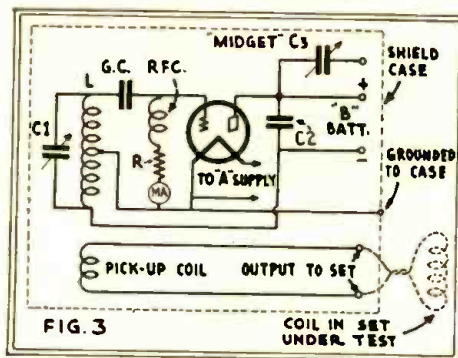 "MIDGET" C3
SHIELD
CASE
G.C.
RFC.
L
C1
+
"B"
BATT.
-
C2
R
MA
TO "A" SUPPLY
GROUNDED
TO CASE
PICK-UP COIL
OUTPUT TO SET
FIG. 3
COIL IN SET
UNDER TEST